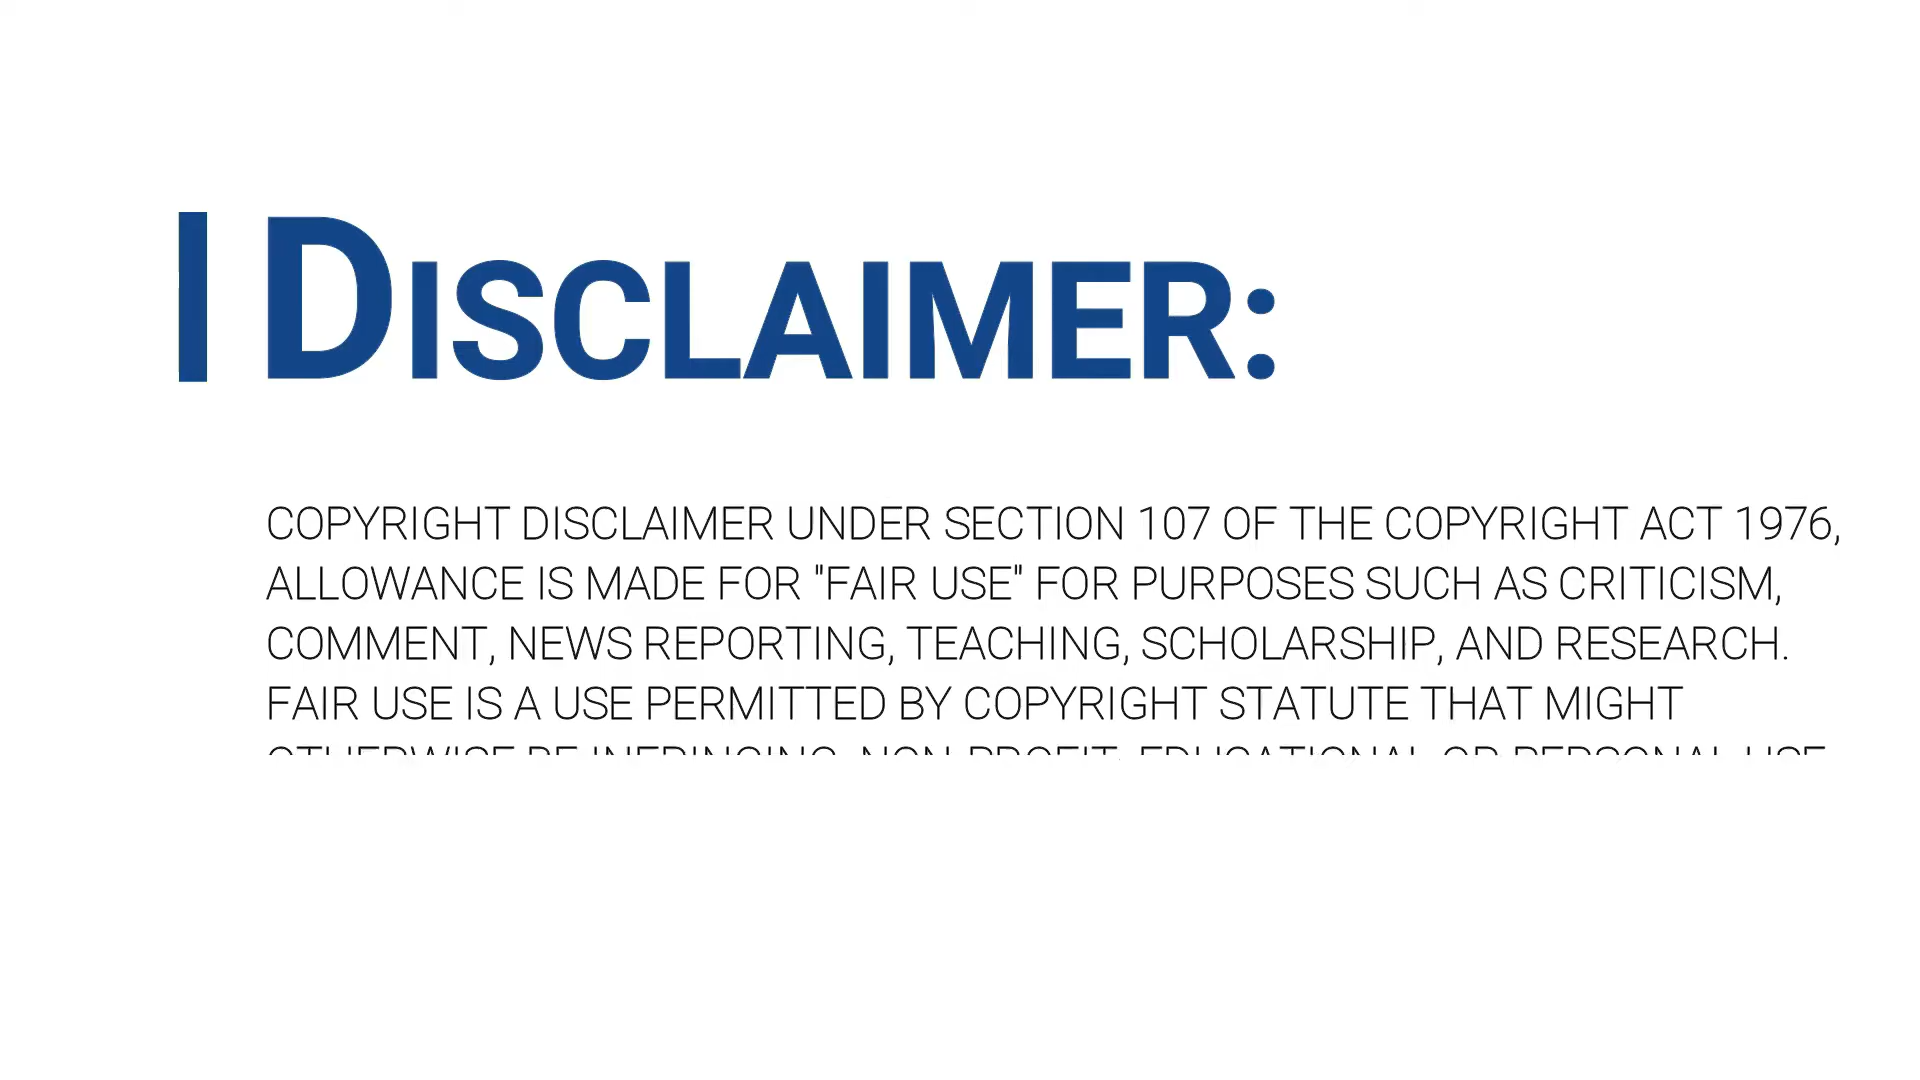 DISCLAIMER:
COPYRIGHT DISCLAIMER UNDER SECTION 107 OF THE COPYRIGHT ACT 1976,
ALLOWANCE IS MADE FOR "FAIR USE" FOR PURPOSES SUCH AS CRITICISM,
COMMENT, NEWS REPORTING, TEACHING, SCHOLARSHIP, AND RESEARCH.
FAIR USE IS A USE PERMITTED BY COPYRIGHT STATUTE THAT MIGHT